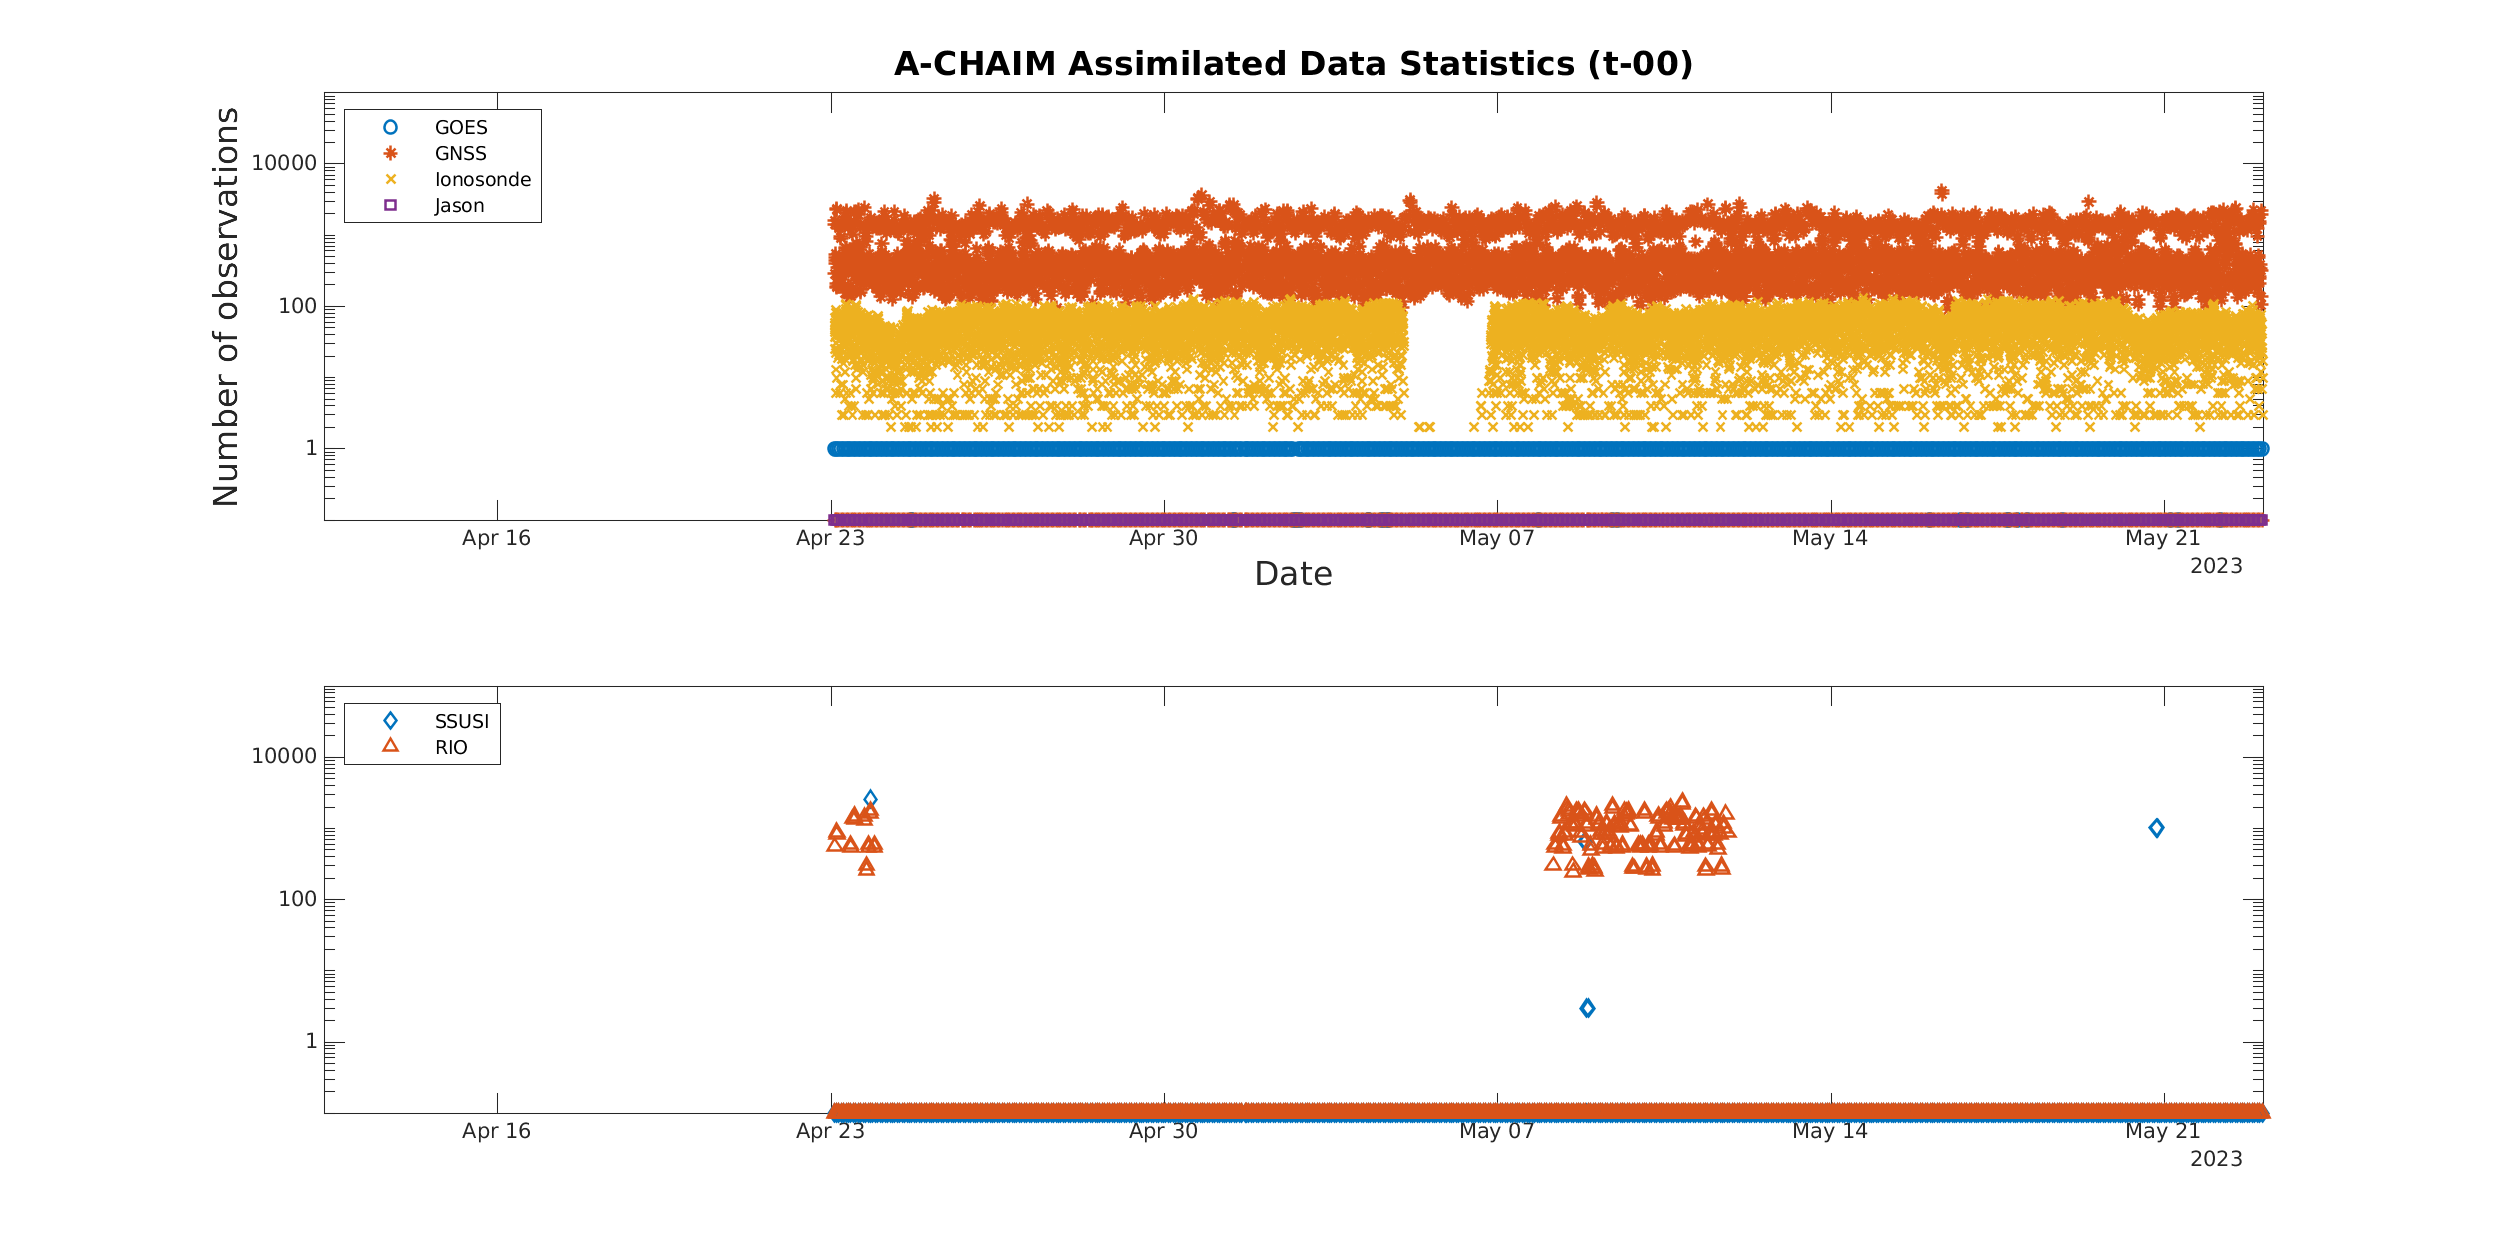 A-CHAIM Assimilated Data Statistics (t-00)
Number of observations
GOES
GNSS
Ionosonde
Jason
10000
100
1
Apr 16
Apr 23
Apr 30
May 07
May 14
May 21
2023
Date
SSUSI
RIO
10000
100
1
Apr 16
Apr 23
Apr 30
May 07
May 14
May 21
2023